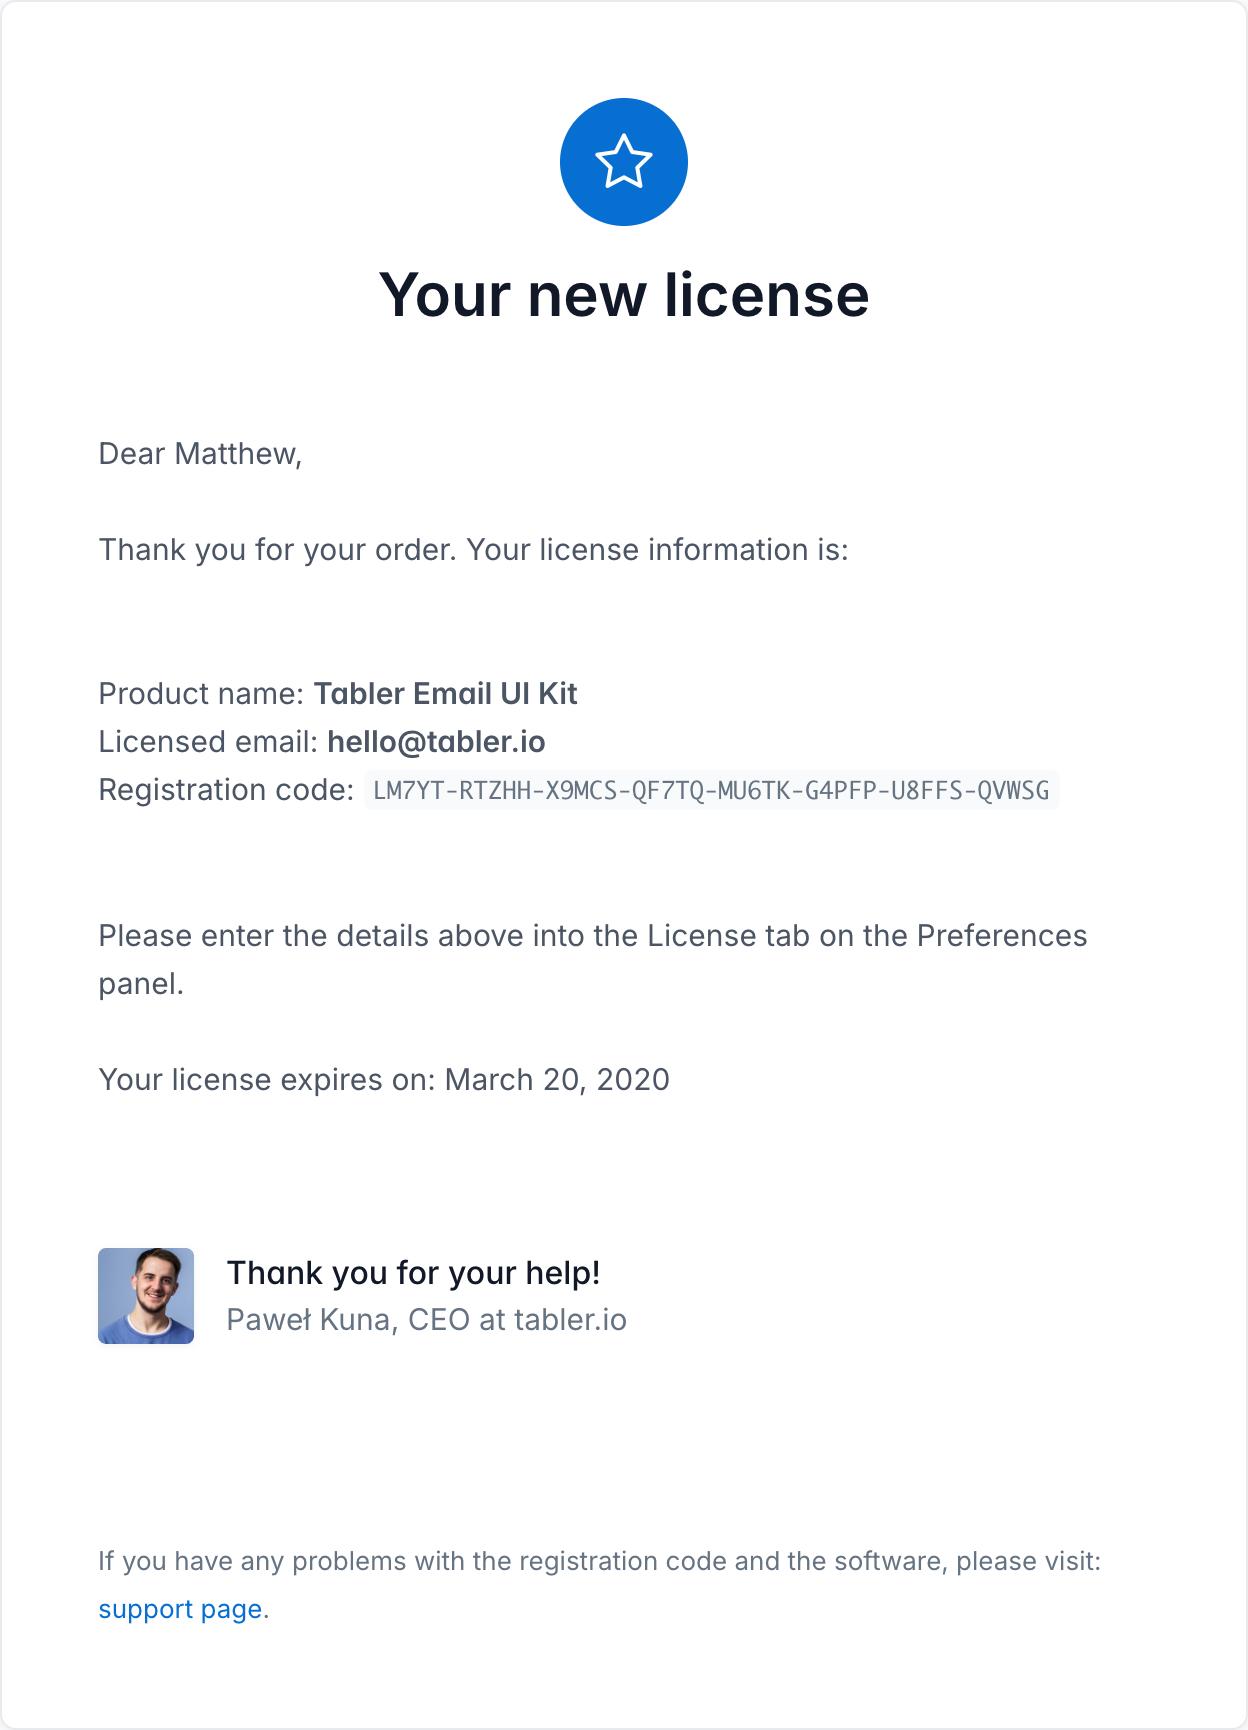 Your new license
Dear Matthew,
Thank you for your order. Your license information is:
Product name: Tabler Email UI Kit
Licensed email: hello@tabler.io
Registration code: LM7YT-RTZHH-X9MCS-QF7TQ-MU6TK-G4PFP-U8FFS-QVWSG
Please enter the details above into the License tab on the Preferences
panel.
Your license expires on: March 20, 2020
Thank you for your help!
Paweł Kuna, CEO at tabler.io
If you have any problems with the registration code and the software, please visit:
support page.